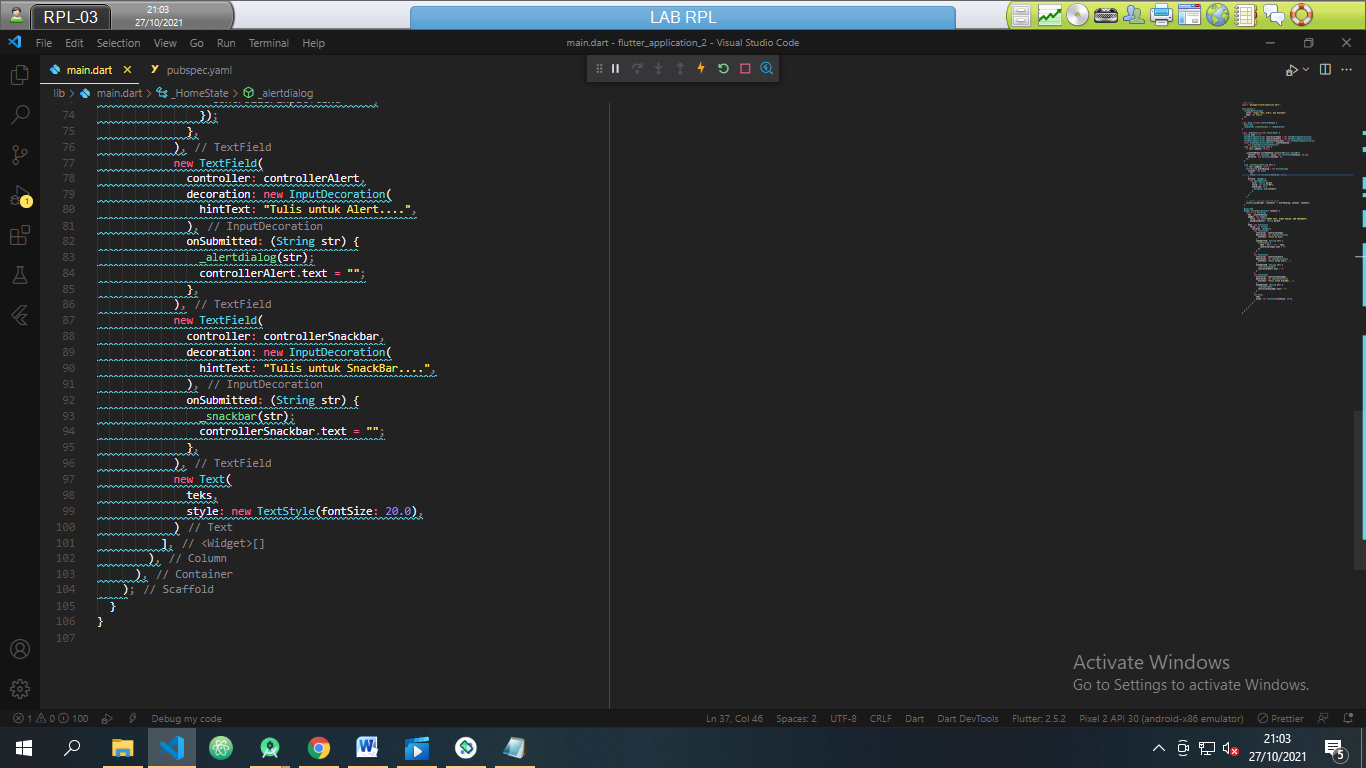 RPL-03
21:03
27/10/2021
LAB RPL
File Edit Selection View Go Run Terminal Help
main.dart - flutter_application_2 - Visual Studio Code
main.dart
pubspec.yaml
lib > main.dart > _HomeState > _alertdialog
74 });
75 },
76 ), // TextField
77 new TextField(
78 controller: controllerAlert,
79 decoration: new InputDecoration(
80 hintText: "Tulis untuk Alert....",
81 ), // InputDecoration
82 onSubmitted: (String str) {
83 _alertdialog(str);
84 controllerAlert.text = "";
85 },
86 ), // TextField
87 new TextField(
88 controller: controllerSnackbar,
89 decoration: new InputDecoration(
90 hintText: "Tulis untuk SnackBar....",
91 ), // InputDecoration
92 onSubmitted: (String str) {
93 _snackbar(str);
94 controllerSnackbar.text = "";
95 },
96 ), // TextField
97 new Text(
98 teks,
99 style: new TextStyle(fontSize: 20.0),
100 ) // Text
101 ], // <Widget>[]
102 ), // Column
103 ), // Container
104 ); // Scaffold
105 }
106 }
107
1
Activate Windows
Go to Settings to activate Windows.
1 0 100 Debug my code
Ln 37, Col 46 Spaces: 2 UTF-8 CRLF Dart Dart DevTools Flutter: 2.5.2 Pixel 2 API 30 (android-x86 emulator) Prettier
21:03
27/10/2021
5